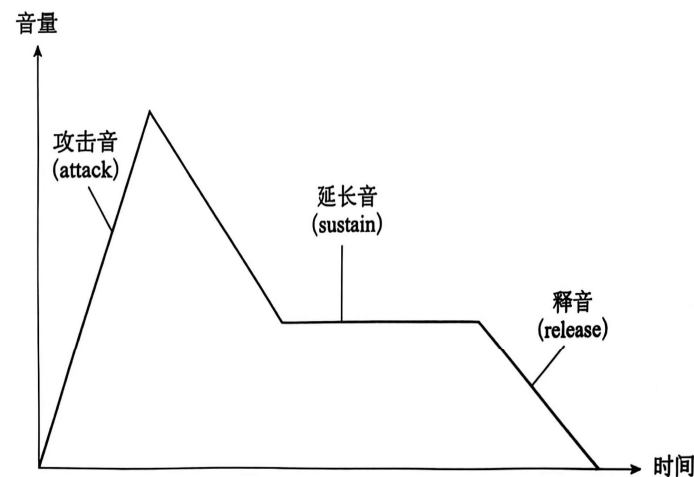 音量
攻击音
(attack)
延长音
(sustain)
释音
(release)
时间